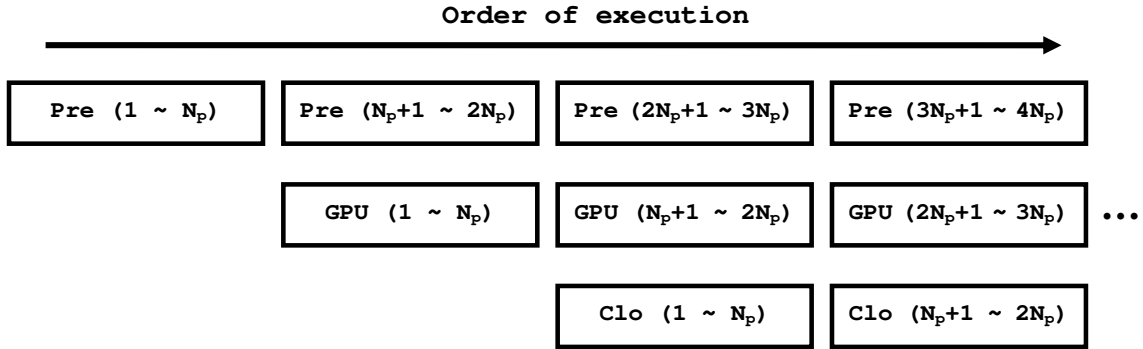 Order of execution
Pre (1 ~ Nₚ) Pre (Nₚ+1 ~ 2Nₚ) Pre (2Nₚ+1 ~ 3Nₚ) Pre (3Nₚ+1 ~ 4Nₚ)
GPU (1 ~ Nₚ) GPU (Nₚ+1 ~ 2Nₚ) GPU (2Nₚ+1 ~ 3Nₚ) ...
Clo (1 ~ Nₚ) Clo (Nₚ+1 ~ 2Nₚ)